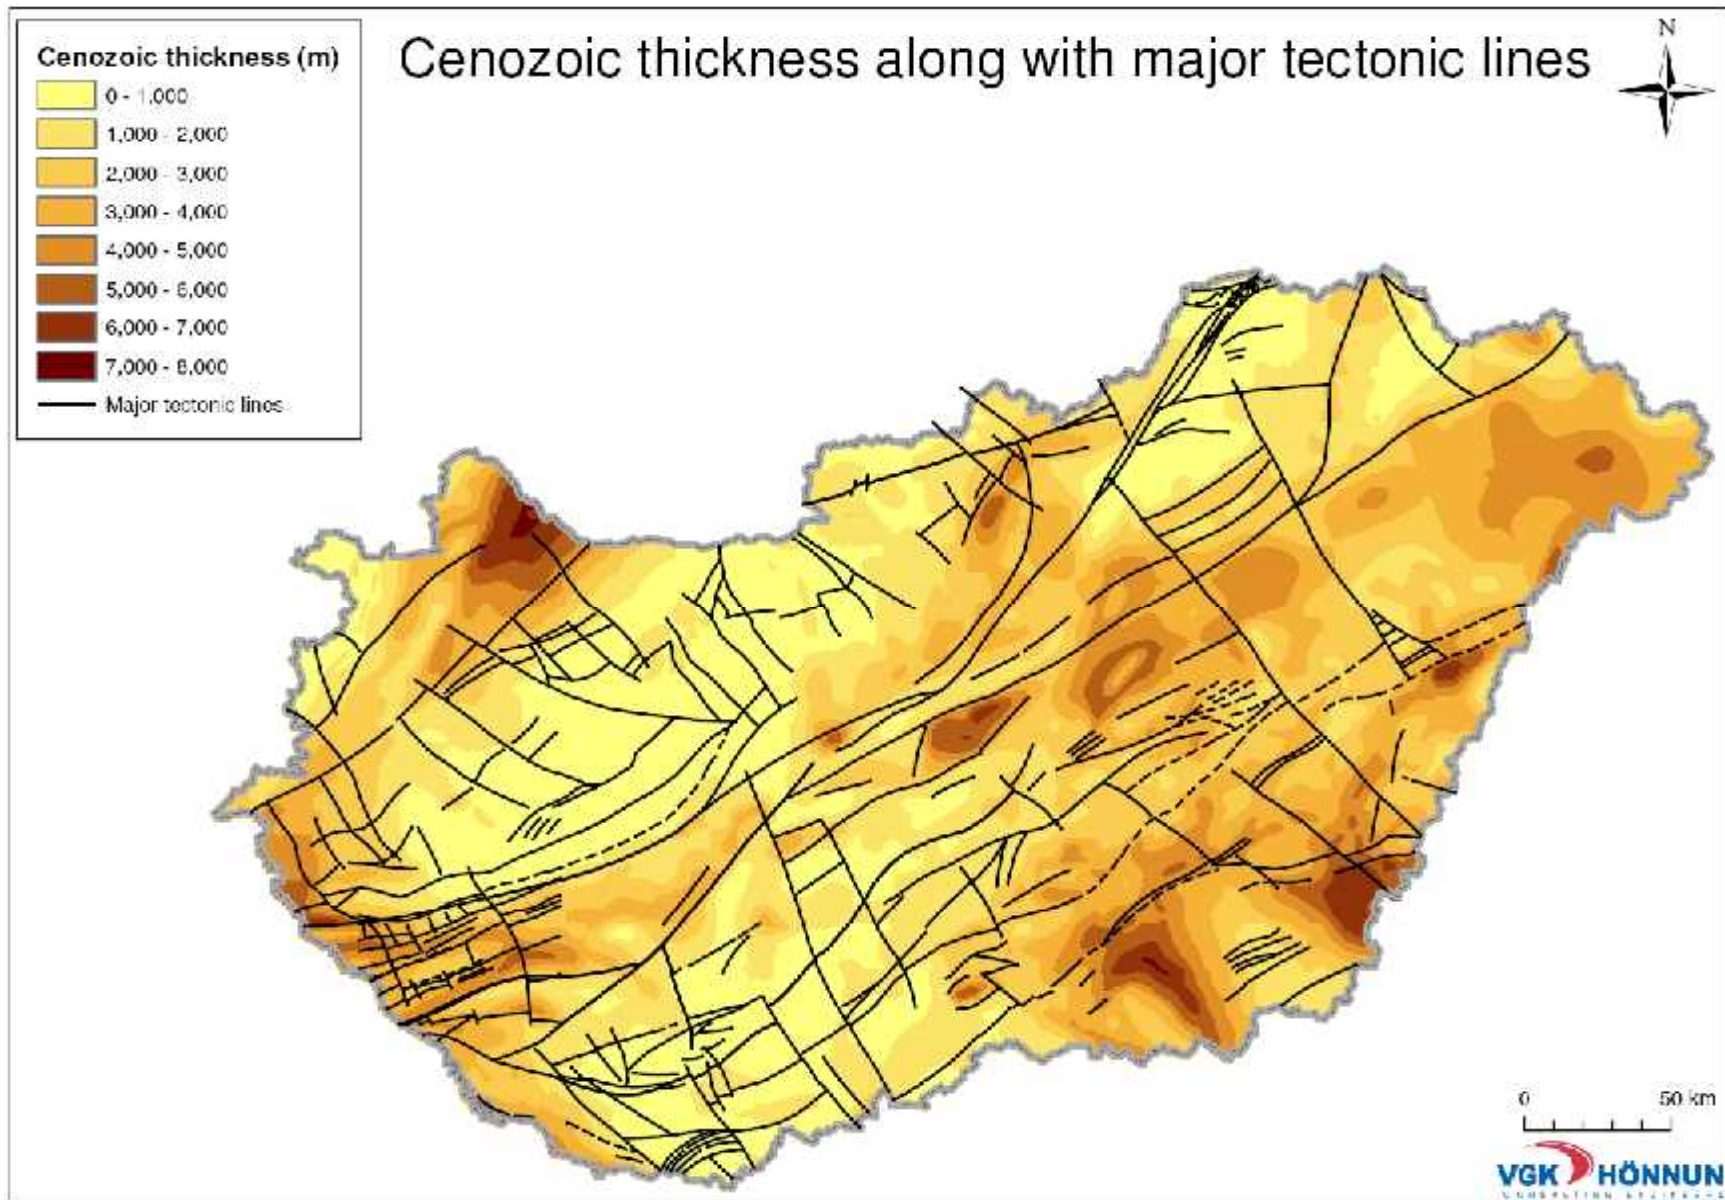 Cenozoic thickness along with major tectonic lines
N
Cenozoic thickness (m)
0 - 1.000
1,000 - 2,000
2,000 - 3,000
3,000 - 4,000
4,000 - 5,000
5,000 - 6,000
6,000 - 7,000
7,000 - 8,000
Major tectonic lines
0 50 km
VGK HÖNNUN